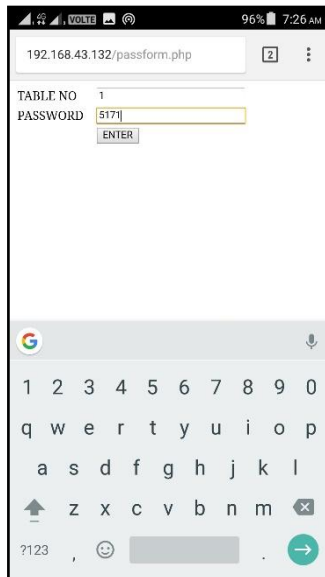 4G VOLTE 96% 7:26 AM
192.168.43.132/passform.php 2
TABLE NO 1
PASSWORD 5171
ENTER
G
1 2 3 4 5 6 7 8 9 0
q w e r t y u i o p
a s d f g h j k l
z x c v b n m
?123 , .